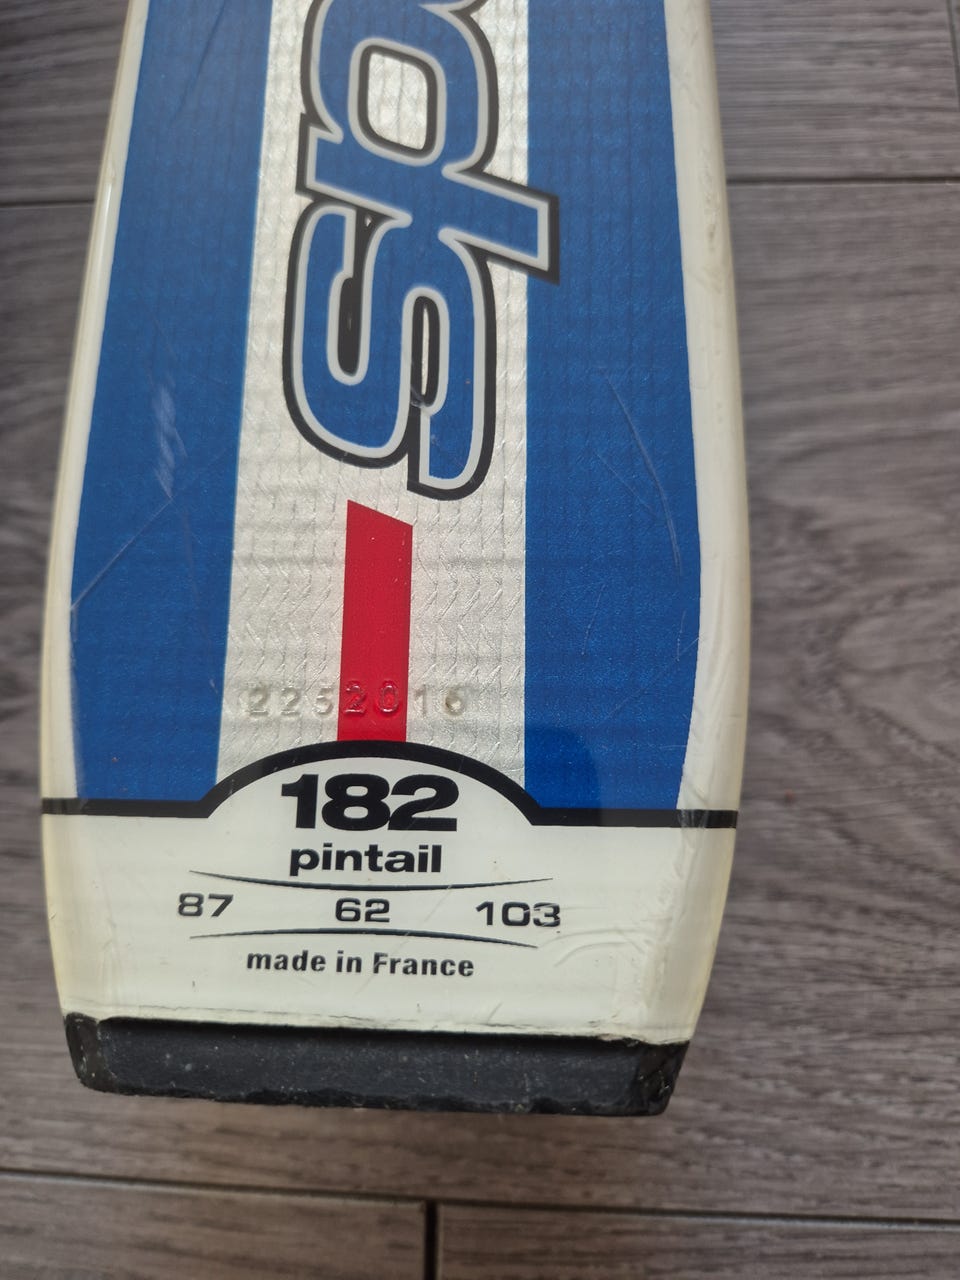 2252016
182
pintail
87 62 103
made in France